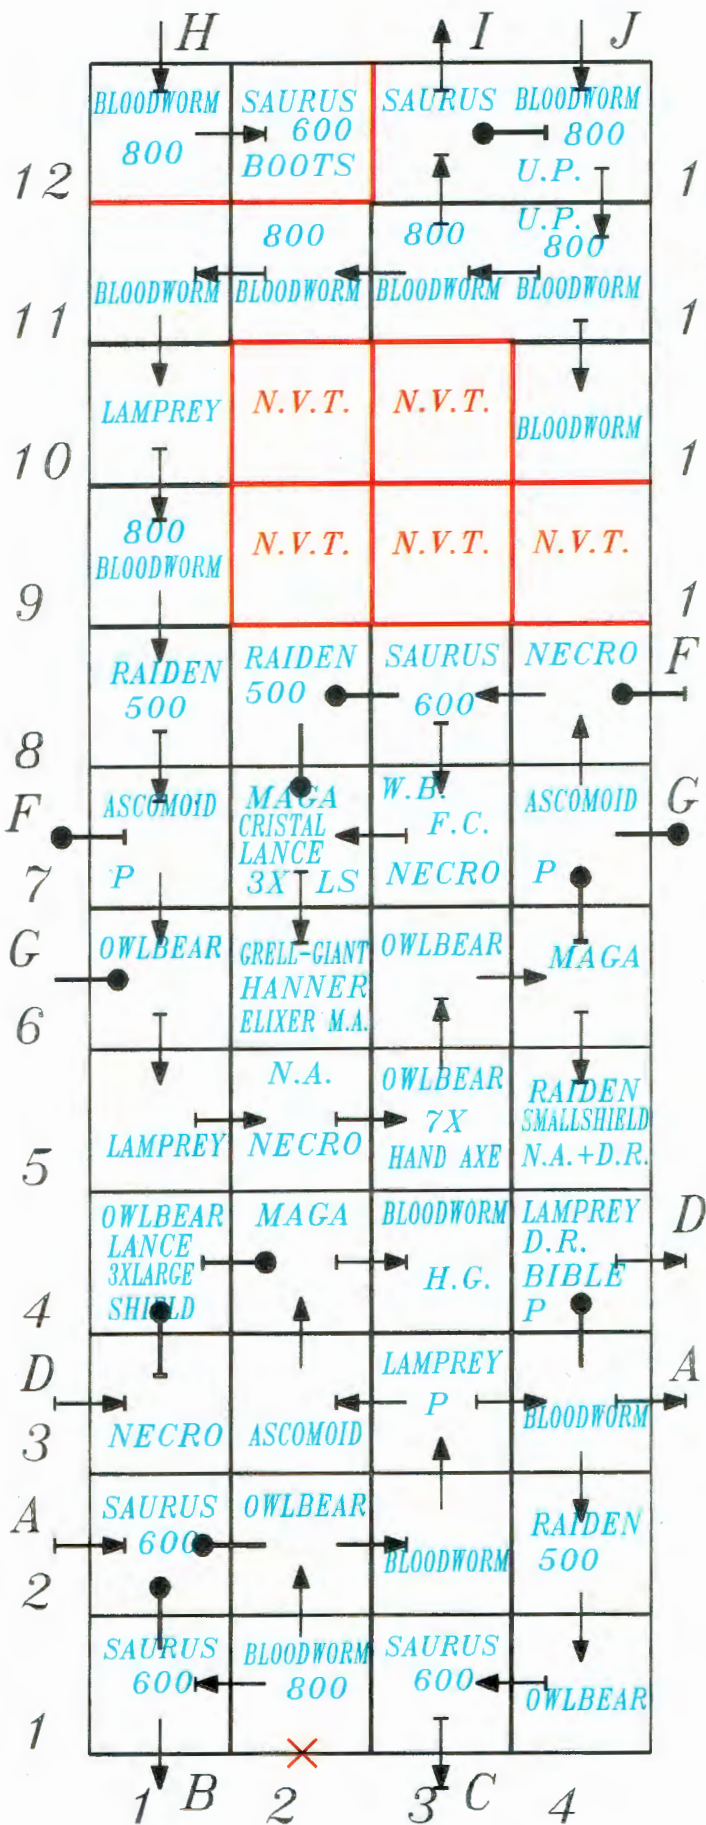 H I J
BLOODWORM SAURUS SAURUS BLOODWORM
800 600 800
BOOTS U.P.
12 1
800 800 U.P.
800
BLOODWORM BLOODWORM BLOODWORM BLOODWORM
11 1
LAMPREY N.V.T. N.V.T. BLOODWORM
10 1
800 N.V.T. N.V.T. N.V.T.
BLOODWORM
9 1
RAIDEN RAIDEN SAURUS NECRO F
500 500 600
8
F ASCOMOID MAGA W.B. ASCOMOID G
CRISTAL F.C.
LANCE
P 3X LS NECRO P
7
G OWLBEAR GRELL-GIANT OWLBEAR MAGA
HANNER
ELIXER M.A.
6
N.A. OWLBEAR RAIDEN
7X SMALLSHIELD
LAMPREY NECRO HAND AXE N.A.+D.R.
5
OWLBEAR MAGA BLOODWORM LAMPREY D
LANCE D.R.
3XLARGE H.G. BIBLE
SHIELD P
4
D LAMPREY A
P BLOODWORM
NECRO ASCOMOID
3
A SAURUS OWLBEAR RAIDEN
600 BLOODWORM 500
2
SAURUS BLOODWORM SAURUS
600 800 600 OWLBEAR
1
1 B 2 3 C 4